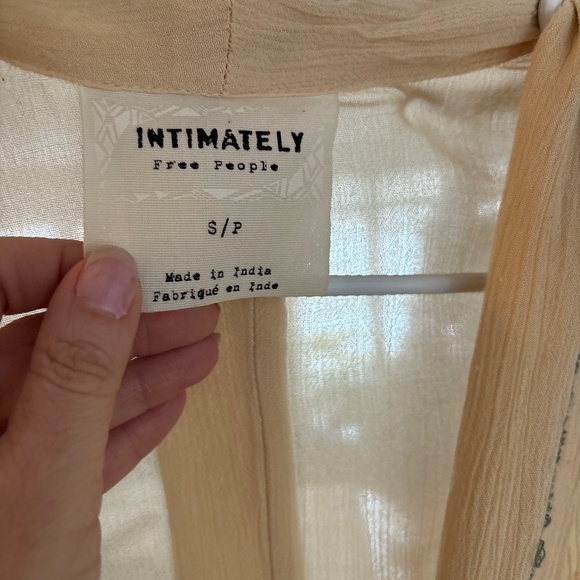 INTIMATELY
Free People
S/P
Made in India
Fabriqué en Inde